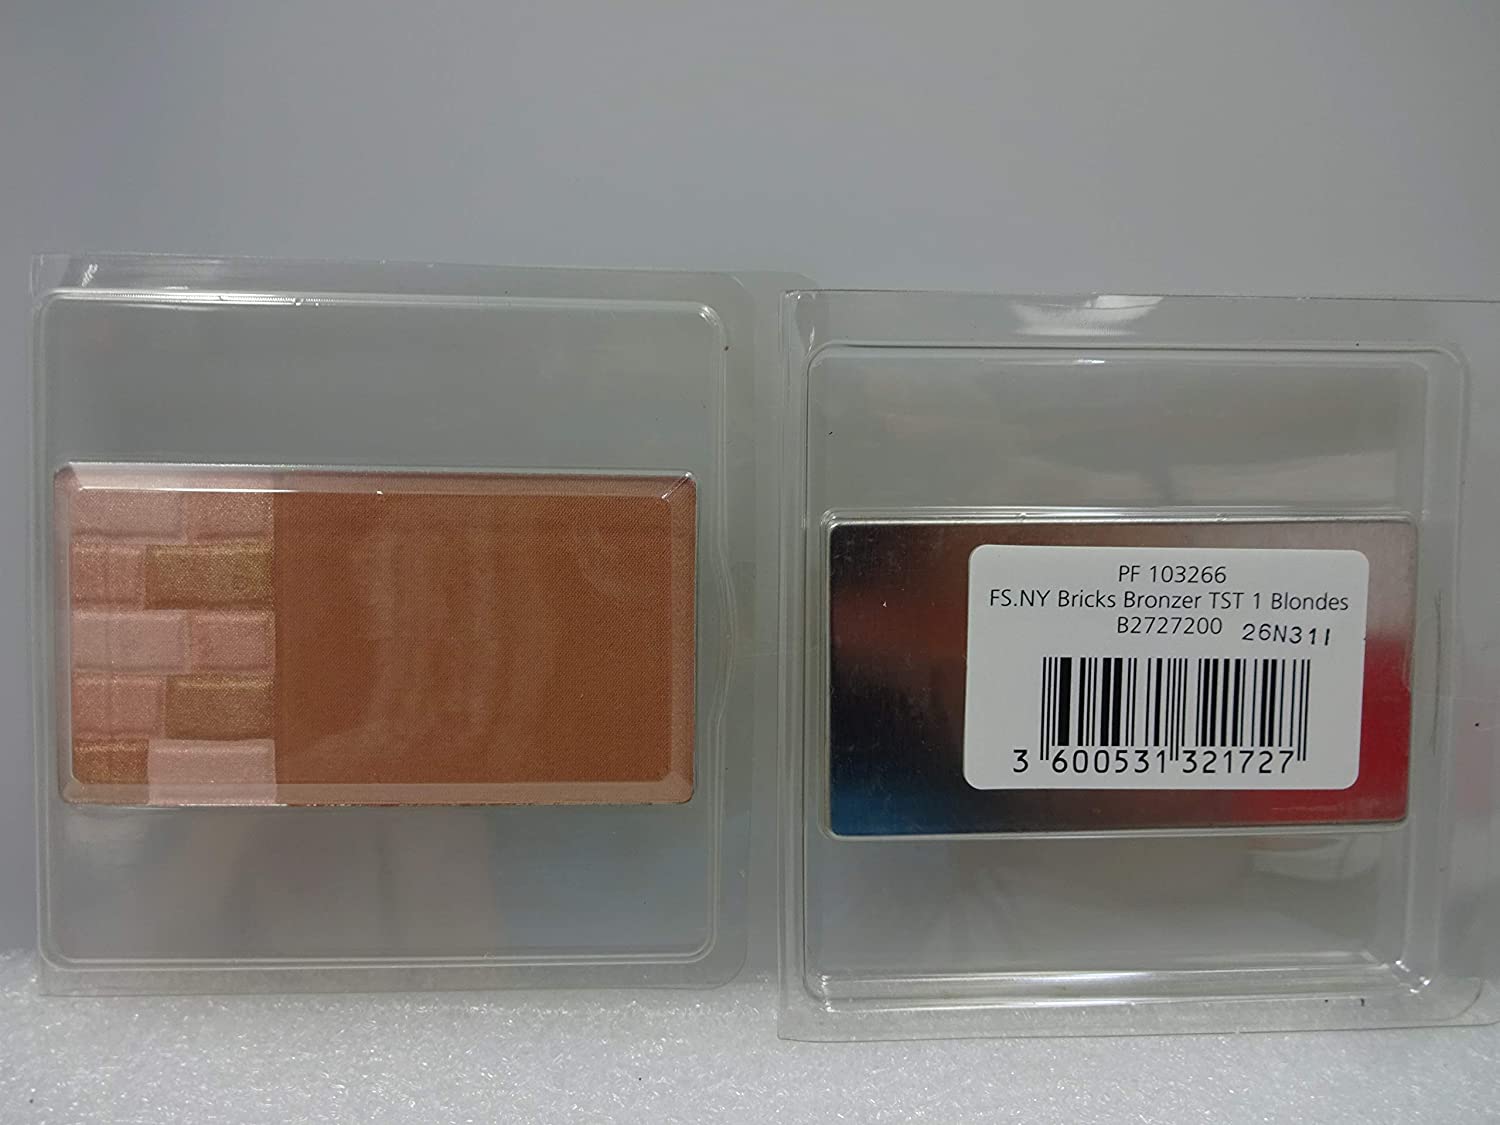 PF 103266
FS.NY Bricks Bronzer TST 1 Blondes
B2727200 26N31I
3 600531 321727